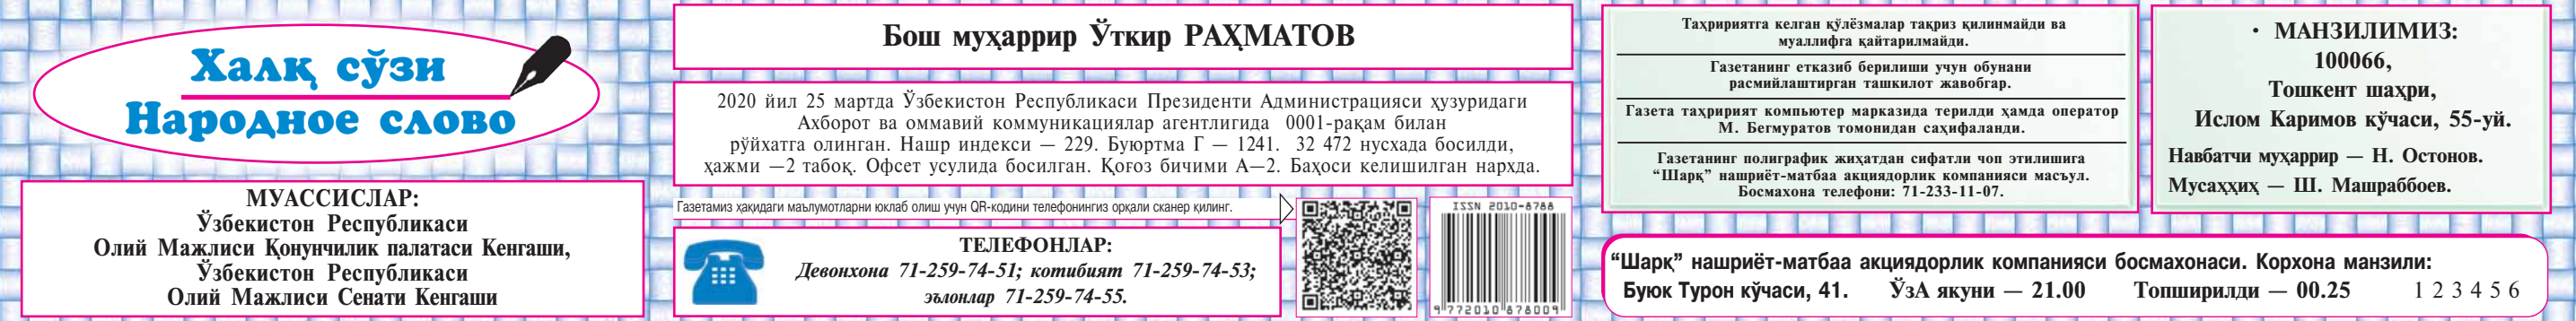 Халқ сўзи
Народное слово
МУАССИСЛАР:
Ўзбекистон Республикаси
Олий Мажлиси Қонунчилик палатаси Кенгаши,
Ўзбекистон Республикаси
Олий Мажлиси Сенати Кенгаши
Бош муҳаррир Ўткир РАҲМАТОВ
2020 йил 25 мартда Ўзбекистон Республикаси Президенти Администрацияси ҳузуридаги
Ахборот ва оммавий коммуникациялар агентлигида 0001-рақам билан
рўйхатга олинган. Нашр индекси — 229. Буюртма Г — 1241. 32 472 нусхада босилди,
ҳажми —2 табоқ. Офсет усулида босилган. Қоғоз бичими А—2. Баҳоси келишилган нархда.
Газетамиз ҳақидаги маълумотларни юклаб олиш учун QR-кодини телефонингиз орқали сканер қилинг.
ТЕЛЕФОНЛАР:
Девонхона 71-259-74-51; котибият 71-259-74-53;
эълонлар 71-259-74-55.
ISSN 2010-8788
9 772010 878009
Таҳририятга келган қўлёзмалар тақриз қилинмайди ва
муаллифга қайтарилмайди.
Газетанинг етказиб берилиши учун обунани
расмийлаштирган ташкилот жавобгар.
Газета таҳририят компьютер марказида терилди ҳамда оператор
М. Бегмуратов томонидан саҳифаланди.
Газетанинг полиграфик жиҳатдан сифатли чоп этилишига
“Шарқ” нашриёт-матбаа акциядорлик компанияси масъул.
Босмахона телефони: 71-233-11-07.
• МАНЗИЛИМИЗ:
100066,
Тошкент шаҳри,
Ислом Каримов кўчаси, 55-уй.
Навбатчи муҳаррир — Н. Остонов.
Мусаҳҳиҳ — Ш. Машраббоев.
“Шарқ” нашриёт-матбаа акциядорлик компанияси босмахонаси. Корхона манзили:
Буюк Турон кўчаси, 41. ЎзА якуни — 21.00 Топширилди — 00.25 1 2 3 4 5 6